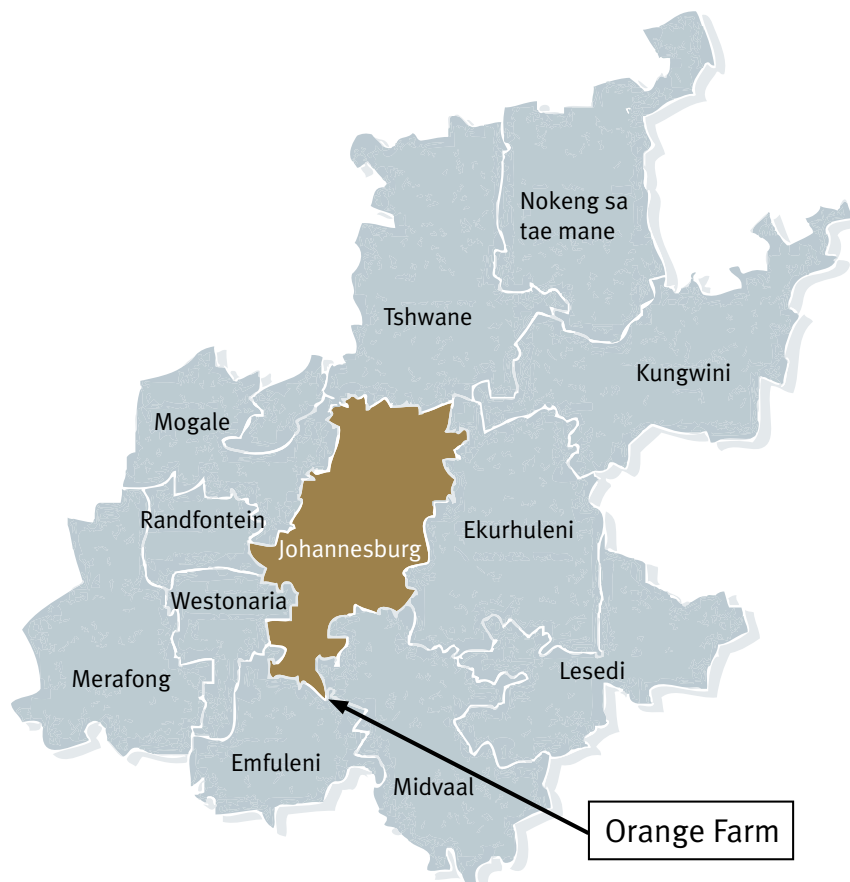 Nokeng sa
tae mane
Tshwane
Kungwini
Mogale
Randfontein
Ekurhuleni
Johannesburg
Westonaria
Lesedi
Merafong
Emfuleni
Midvaal
Orange Farm